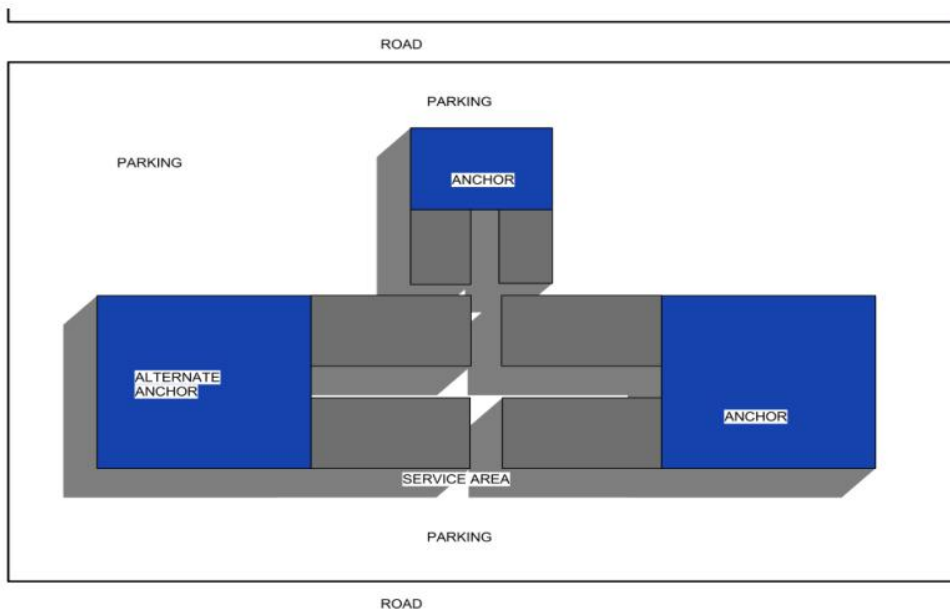 ROAD
PARKING
PARKING
ANCHOR
ALTERNATE
ANCHOR
ANCHOR
SERVICE AREA
PARKING
ROAD